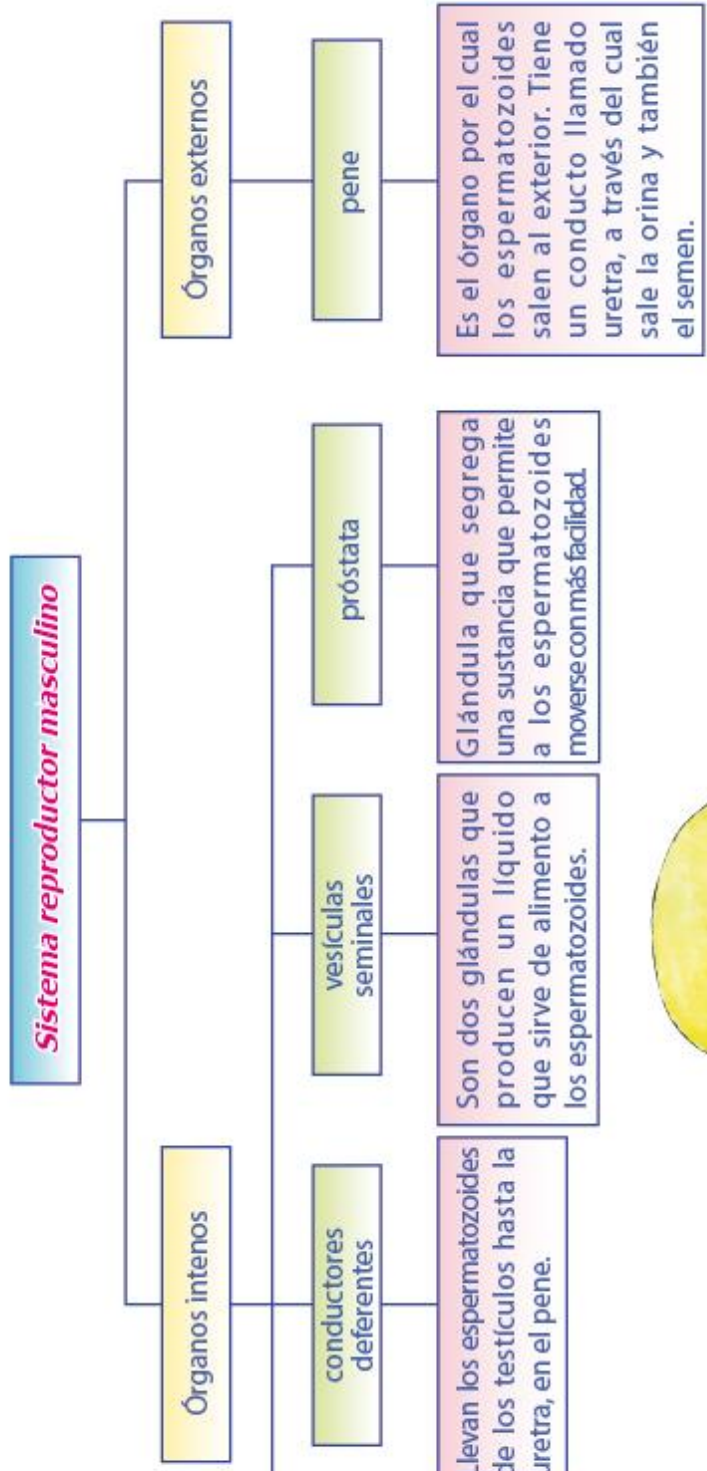 Sistema reproductor masculino
Órganos intenos
Órganos externos
conductores
deferentes
vesículas
seminales
próstata
pene
Llevan los espermatozoides
de los testículos hasta la
uretra, en el pene.
Son dos glándulas que
producen un líquido
que sirve de alimento a
los espermatozoides.
Glándula que segrega
una sustancia que permite
a los espermatozoides
moverse con más facilidad.
Es el órgano por el cual
los espermatozoides
salen al exterior. Tiene
un conducto llamado
uretra, a través del cual
sale la orina y también
el semen.